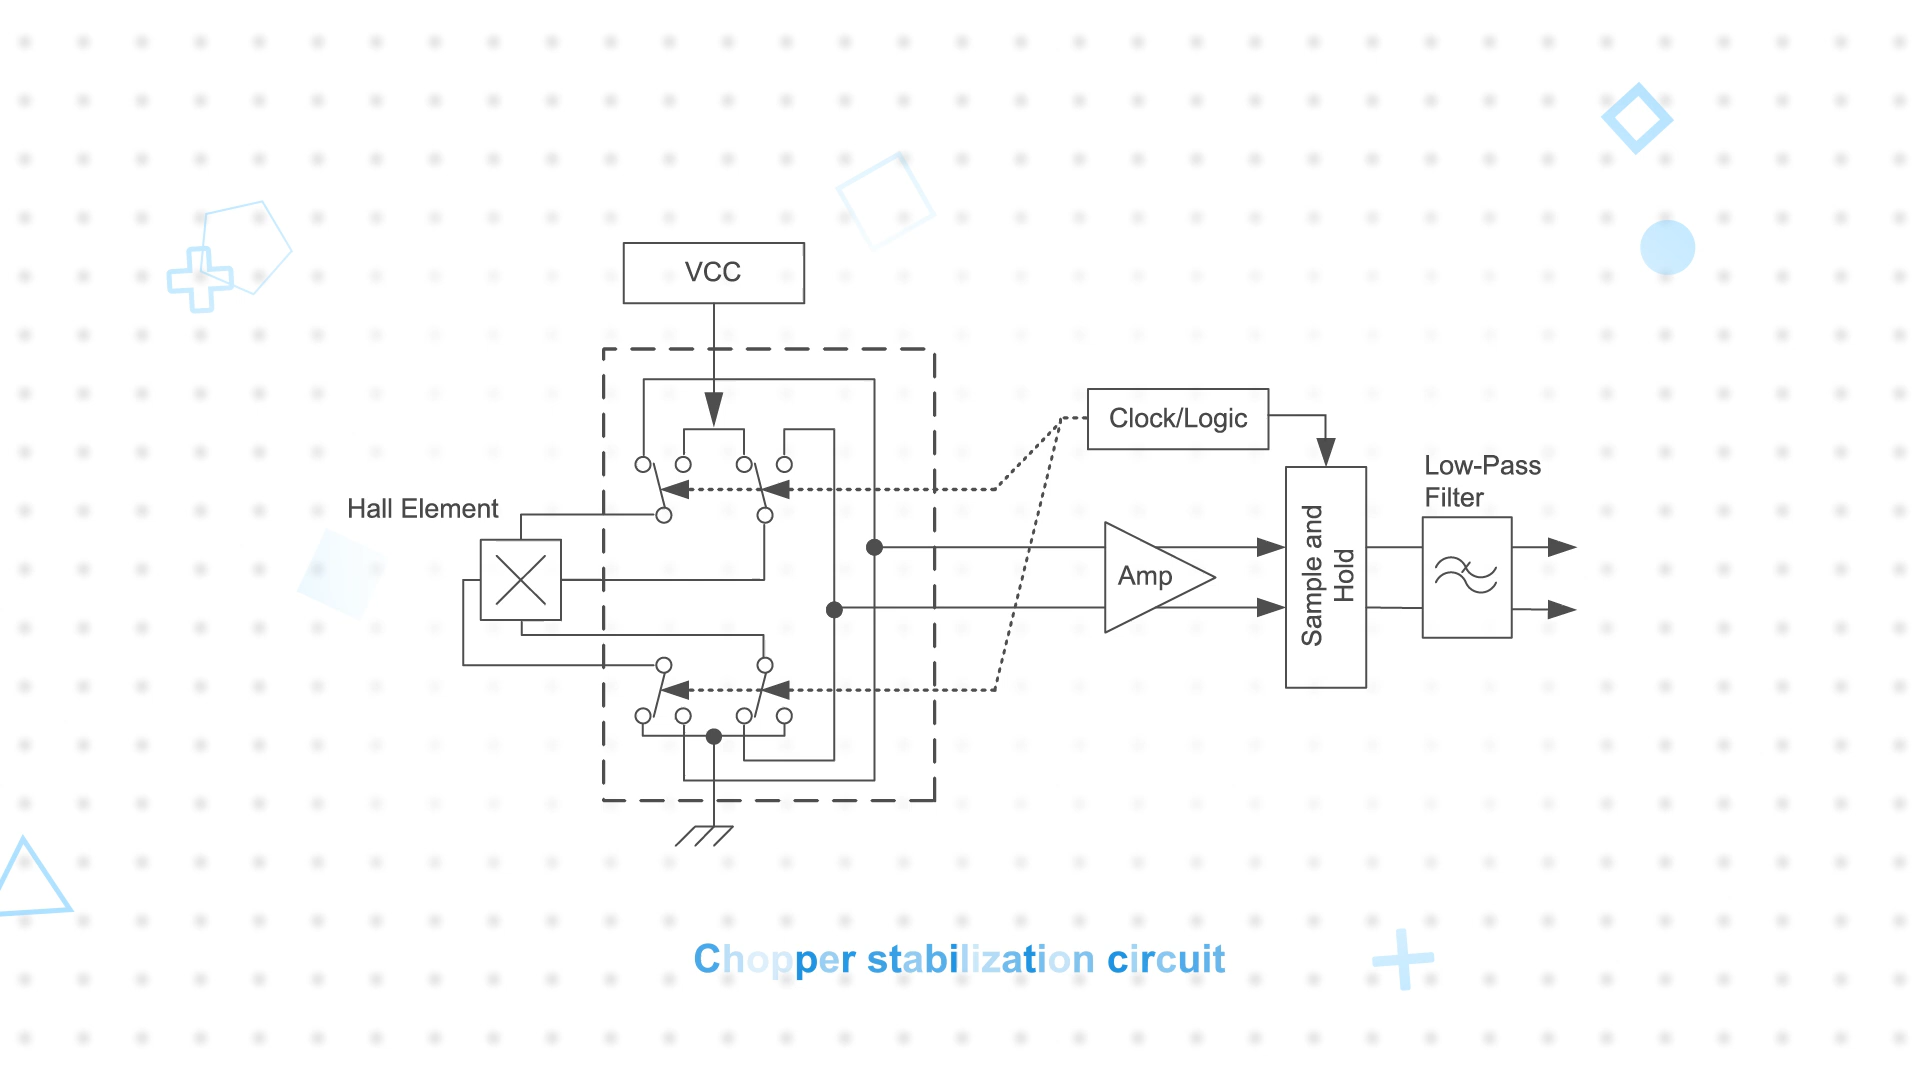 VCC
Clock/Logic
Low-Pass
Filter
Hall Element
Amp
Sample and
Hold
Chopper stabilization circuit